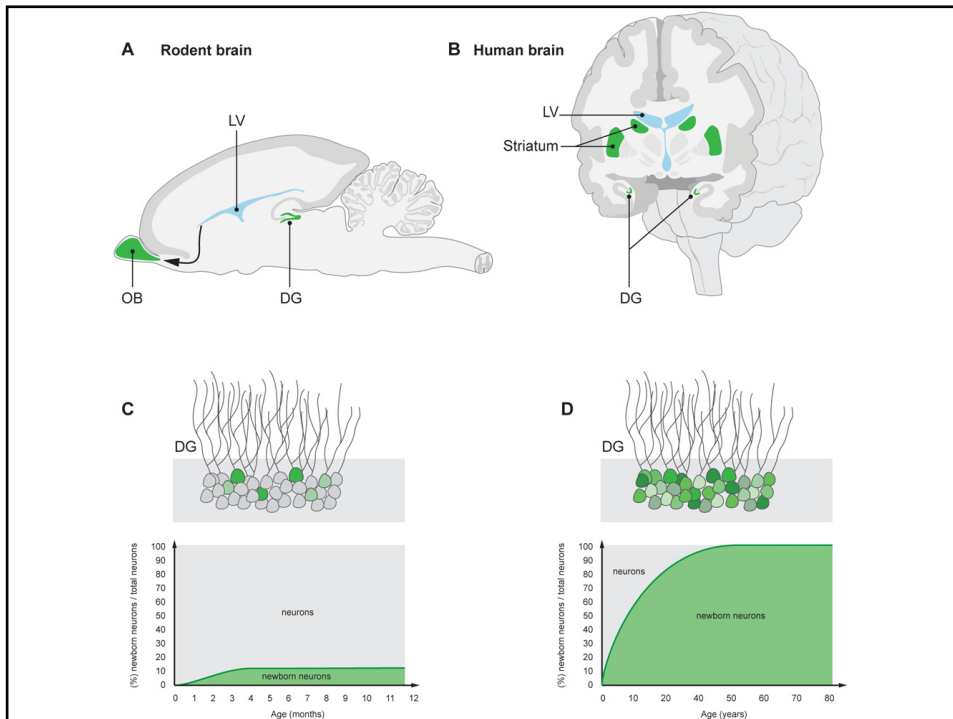 A Rodent brain
LV
OB
DG
B Human brain
LV
Striatum
DG
C
DG
(%) newborn neurons / total neurons
100
90
80
70
60
50
40
30
20
10
0
neurons
newborn neurons
0 1 2 3 4 5 6 7 8 9 10 11 12
Age (months)
D
DG
(%) newborn neurons / total neurons
100
90
80
70
60
50
40
30
20
10
0
neurons
newborn neurons
0 10 20 30 40 50 60 70 80
Age (years)